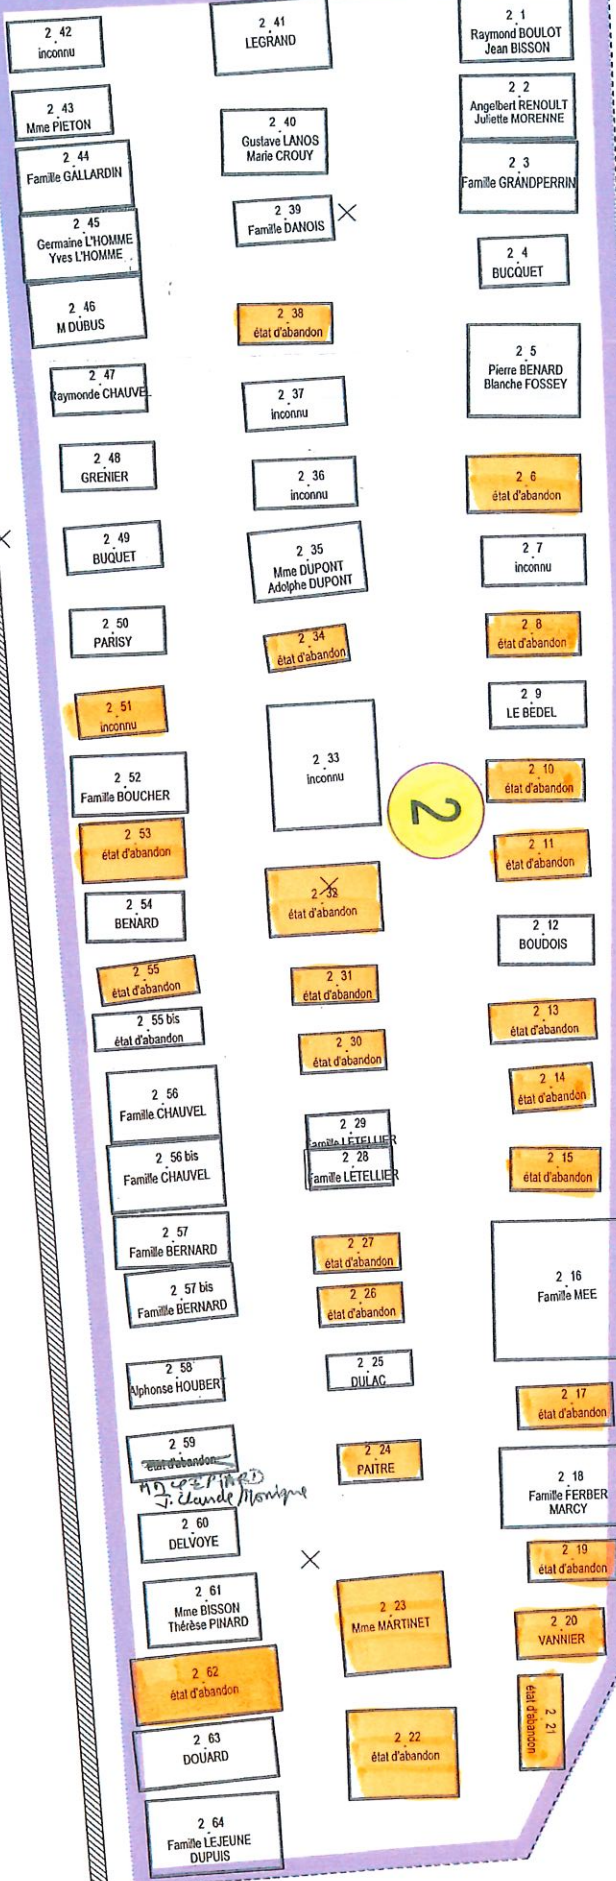 2 42
inconnu
2 43
Mme PIETON
2 44
Famille GALLARDIN
2 45
Germaine L'HOMME
Yves L'HOMME
2 46
M DUBUS
2 47
Raymonde CHAUVEL
2 48
GRENIER
2 49
BUQUET
2 50
PARISY
2 51
inconnu
2 52
Famille BOUCHER
2 53
état d'abandon
2 54
BENARD
2 55
état d'abandon
2 55 bis
état d'abandon
2 56
Famille CHAUVEL
2 56 bis
Famille CHAUVEL
2 57
Famille BERNARD
2 57 bis
Famille BERNARD
2 58
Alphonse HOUBERT
2 59
état d'abandon
J. Claude/Monique
2 60
DELVOYE
2 61
Mme BISSON
Thérèse PINARD
2 62
état d'abandon
2 63
DOUARD
2 64
Famille LEJEUNE
DUPUIS
2 41
LEGRAND
2 40
Gustave LANOS
Marie CROUY
2 39
Famille DANOIS
2 38
état d'abandon
2 37
inconnu
2 36
inconnu
2 35
Mme DUPONT
Adolphe DUPONT
2 34
état d'abandon
2 33
inconnu
2
2 32
état d'abandon
2 31
état d'abandon
2 30
état d'abandon
2 29
Famille LETELLIER
2 28
Famille LETELLIER
2 27
état d'abandon
2 26
état d'abandon
2 25
DULAC
2 24
PAITRE
2 23
Mme MARTINET
2 22
état d'abandon
2 1
Raymond BOULOT
Jean BISSON
2 2
Angelbert RENOULT
Juliette MORENNE
2 3
Famille GRANDPERRIN
2 4
BUCQUET
2 5
Pierre BENARD
Blanche FOSSEY
2 6
état d'abandon
2 7
inconnu
2 8
état d'abandon
2 9
LE BEDEL
2 10
état d'abandon
2 11
état d'abandon
2 12
BOUDOIS
2 13
état d'abandon
2 14
état d'abandon
2 15
état d'abandon
2 16
Famille MEE
2 17
état d'abandon
2 18
Famille FERBER
MARCY
2 19
état d'abandon
2 20
VANNIER
2 21
état d'abandon